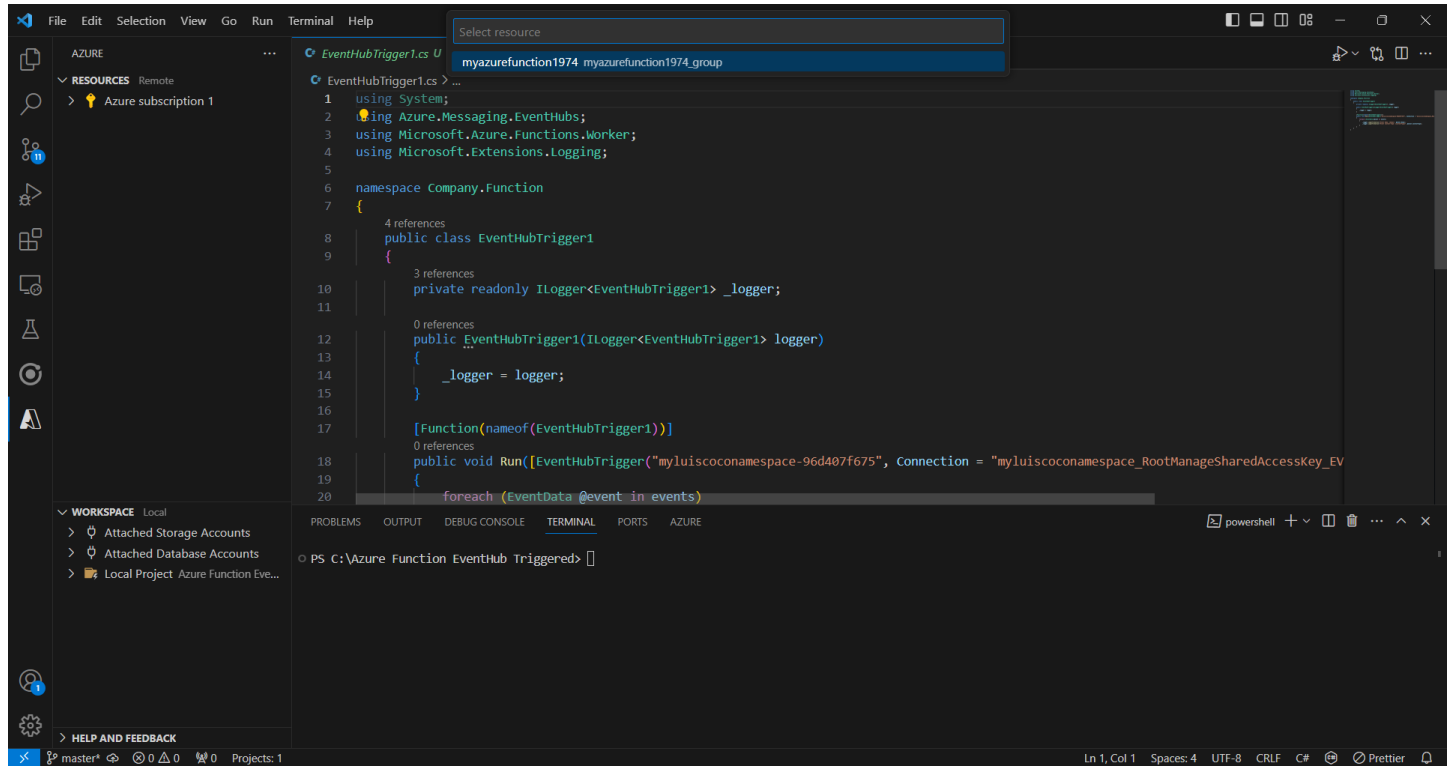 File Edit Selection View Go Run Terminal Help
Select resource
myazurefunction1974 myazurefunction1974_group
AZURE
RESOURCES Remote
Azure subscription 1
EventHubTrigger1.cs U
EventHubTrigger1.cs > ...
1 using System;
2 using Azure.Messaging.EventHubs;
3 using Microsoft.Azure.Functions.Worker;
4 using Microsoft.Extensions.Logging;
5
6 namespace Company.Function
7 {
4 references
8 public class EventHubTrigger1
9 {
3 references
10 private readonly ILogger<EventHubTrigger1> _logger;
11
0 references
12 public EventHubTrigger1(ILogger<EventHubTrigger1> logger)
13 {
14 _logger = logger;
15 }
16
17 [Function(nameof(EventHubTrigger1))]
0 references
18 public void Run([EventHubTrigger("myluiscoconamespace-96d407f675", Connection = "myluiscoconamespace_RootManageSharedAccessKey_EV
19 {
20 foreach (EventData @event in events)
11
WORKSPACE Local
Attached Storage Accounts
Attached Database Accounts
Local Project Azure Function Eve...
HELP AND FEEDBACK
1
PROBLEMS OUTPUT DEBUG CONSOLE TERMINAL PORTS AZURE
powershell
PS C:\Azure Function EventHub Triggered>
master* 0 0 0 Projects: 1
Ln 1, Col 1 Spaces: 4 UTF-8 CRLF C# Prettier